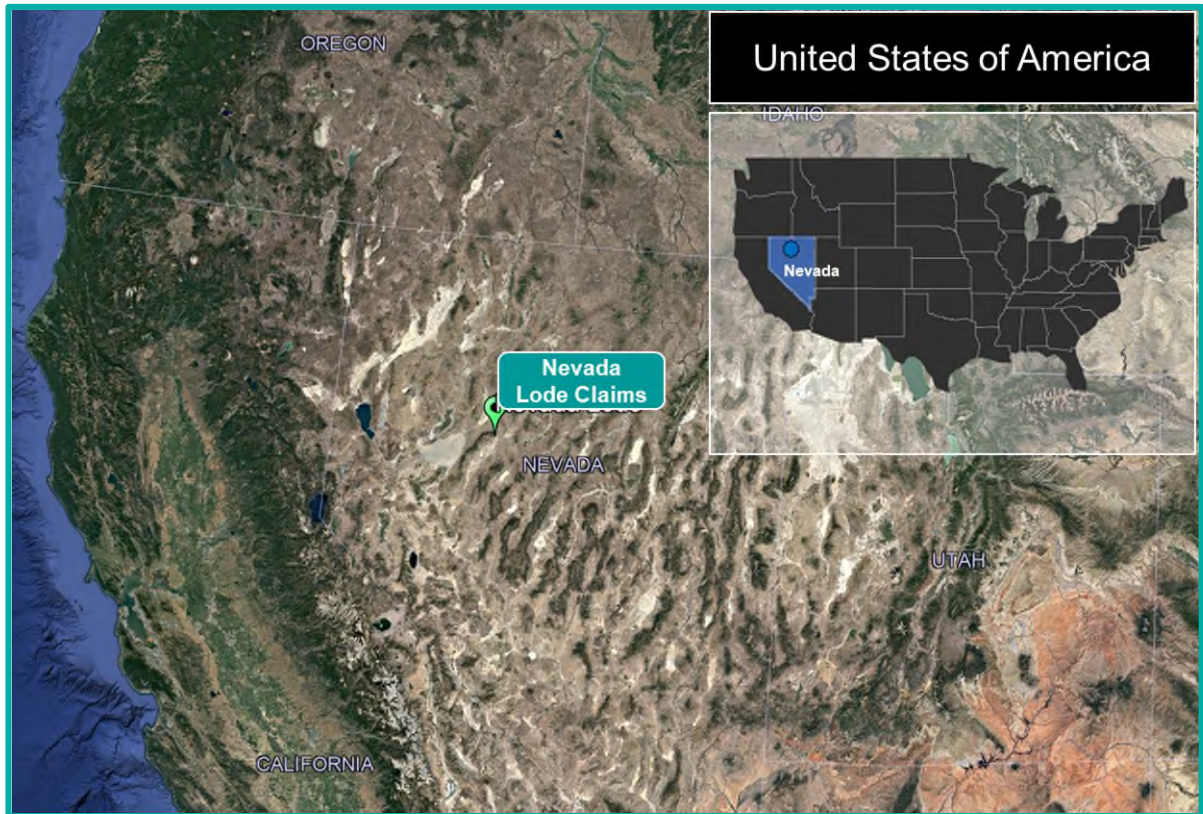 OREGON
United States of America
IDAHO
Nevada
Nevada
Lode Claims
NEVADA
UTAH
CALIFORNIA